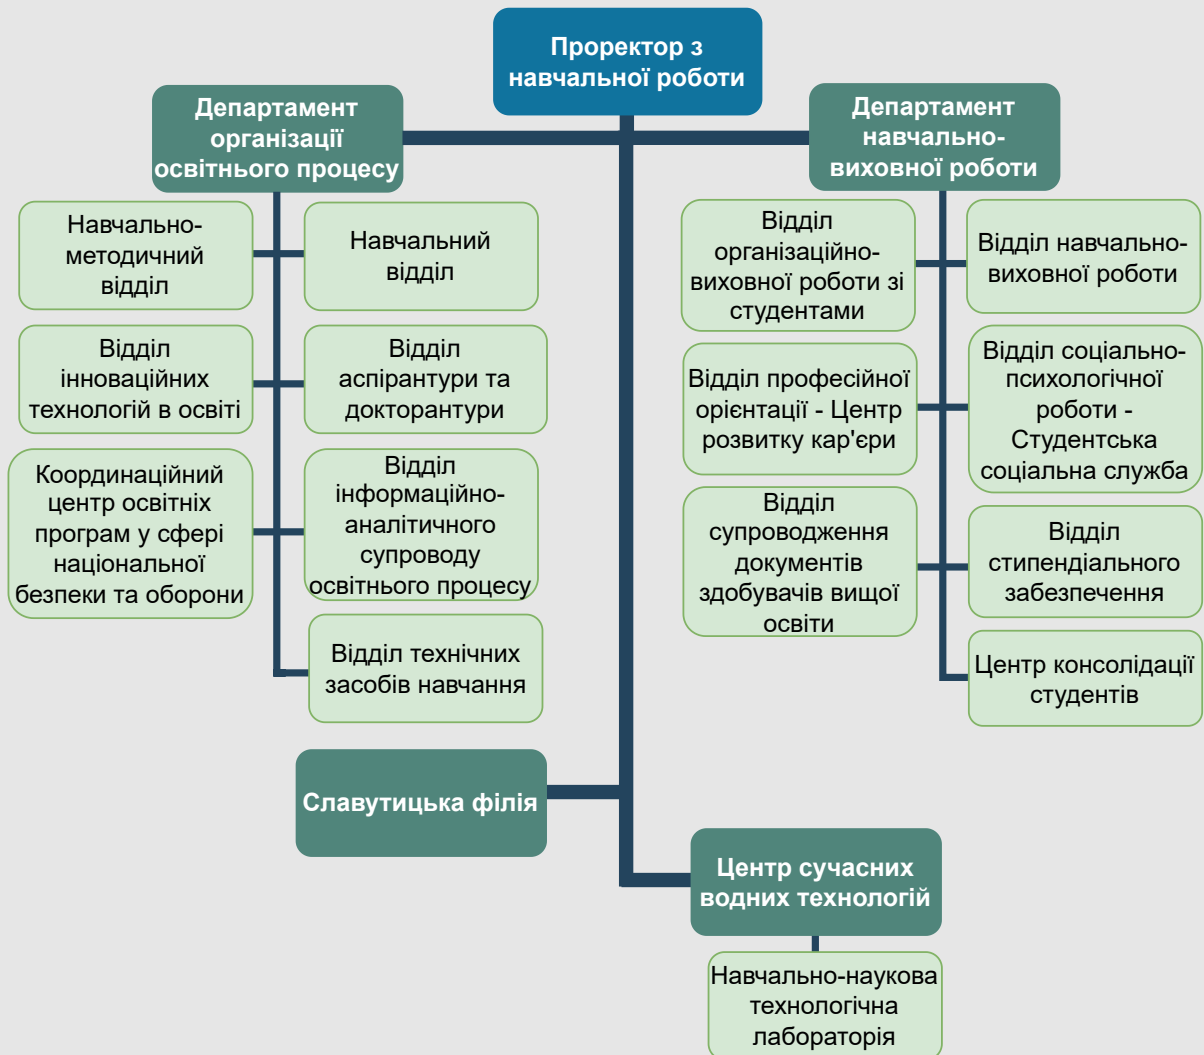 Проректор з
навчальної роботи
Департамент
організації
освітнього процесу
Навчально-
методичний
відділ
Навчальний
відділ
Відділ
інноваційних
технологій в освіті
Відділ
аспірантури та
докторантури
Координаційний
центр освітніх
програм у сфері
національної
безпеки та оборони
Відділ
інформаційно-
аналітичного
супроводу
освітнього процесу
Відділ технічних
засобів навчання
Департамент
навчально-
виховної роботи
Відділ
організаційно-
виховної роботи зі
студентами
Відділ навчально-
виховної роботи
Відділ професійної
орієнтації - Центр
розвитку кар'єри
Відділ соціально-
психологічної
роботи -
Студентська
соціальна служба
Відділ
супроводження
документів
здобувачів вищої
освіти
Відділ
стипендіального
забезпечення
Центр консолідації
студентів
Славутицька філія
Центр сучасних
водних технологій
Навчально-наукова
технологічна
лабораторія